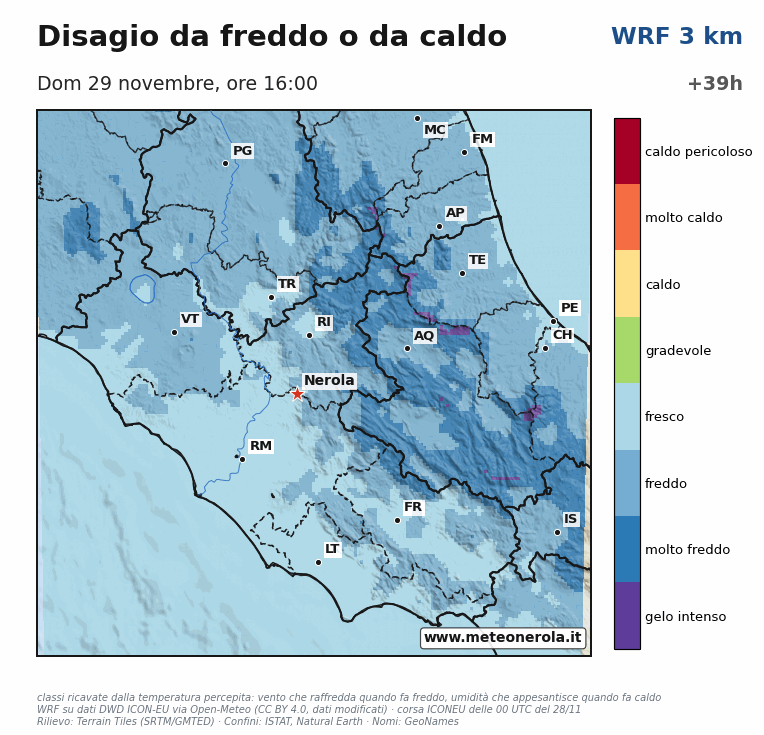 Disagio da freddo o da caldo
WRF 3 km
Dom 29 novembre, ore 16:00
+39h
MC
FM
PG
AP
TE
TR
PE
VT
RI
AQ
CH
Nerola
RM
FR
IS
LT
www.meteonerola.it
caldo pericoloso
molto caldo
caldo
gradevole
fresco
freddo
molto freddo
gelo intenso
classi ricavate dalla temperatura percepita: vento che raffredda quando fa freddo, umidità che appesantisce quando fa caldo
WRF su dati DWD ICON-EU via Open-Meteo (CC BY 4.0, dati modificati) · corsa ICONEU delle 00 UTC del 28/11
Rilievo: Terrain Tiles (SRTM/GMTED) · Confini: ISTAT, Natural Earth · Nomi: GeoNames